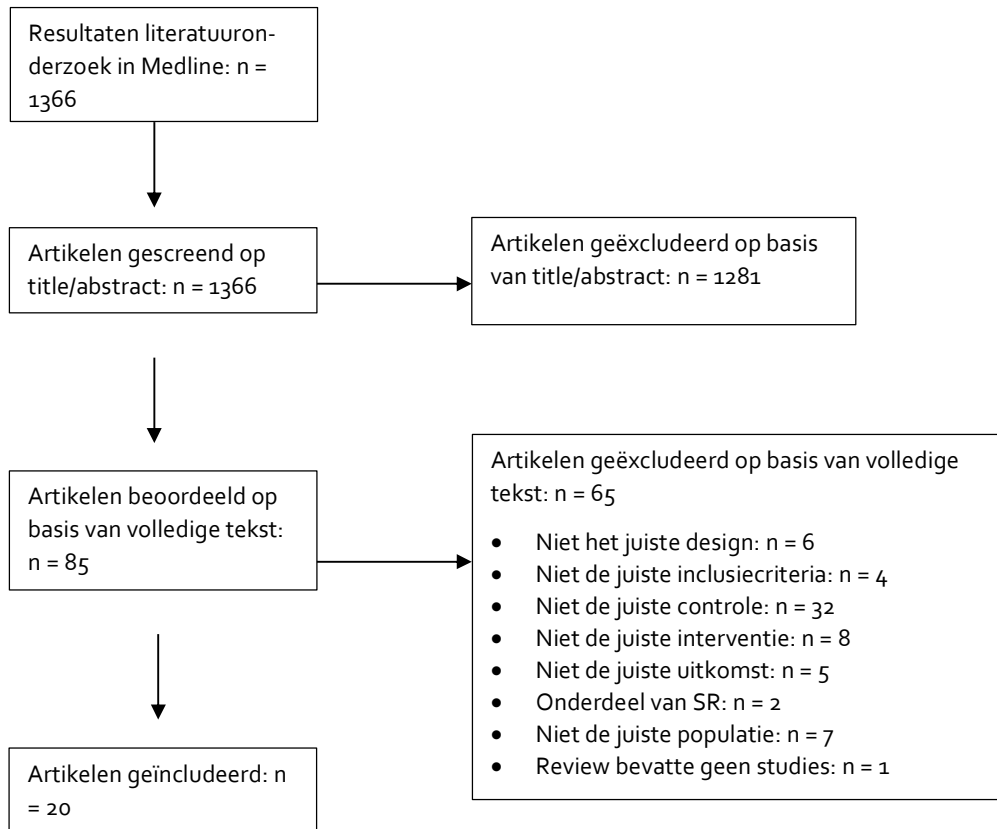 Resultaten literatuuron-
derzoek in Medline: n =
1366
Artikelen gescreend op
title/abstract: n = 1366
Artikelen geëxcludeerd op basis
van title/abstract: n = 1281
Artikelen beoordeeld op
basis van volledige tekst:
n = 85
Artikelen geëxcludeerd op basis van volledige
tekst: n = 65
• Niet het juiste design: n = 6
• Niet de juiste inclusiecriteria: n = 4
• Niet de juiste controle: n = 32
• Niet de juiste interventie: n = 8
• Niet de juiste uitkomst: n = 5
• Onderdeel van SR: n = 2
• Niet de juiste populatie: n = 7
• Review bevatte geen studies: n = 1
Artikelen geïncludeerd: n
= 20